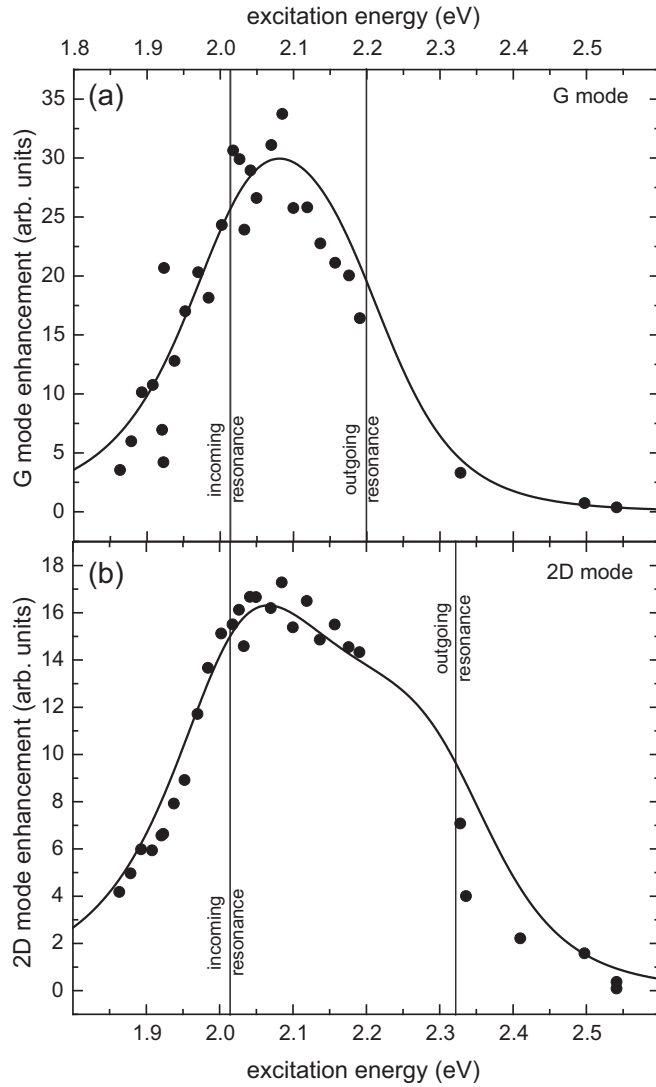 excitation energy (eV)
1.8 1.9 2.0 2.1 2.2 2.3 2.4 2.5
(a)
G mode
35
30
25
20
15
10
5
0
G mode enhancement (arb. units)
incoming
resonance
outgoing
resonance
(b)
2D mode
18
16
14
12
10
8
6
4
2
0
2D mode enhancement (arb. units)
outgoing
resonance
incoming
resonance
1.9 2.0 2.1 2.2 2.3 2.4 2.5
excitation energy (eV)